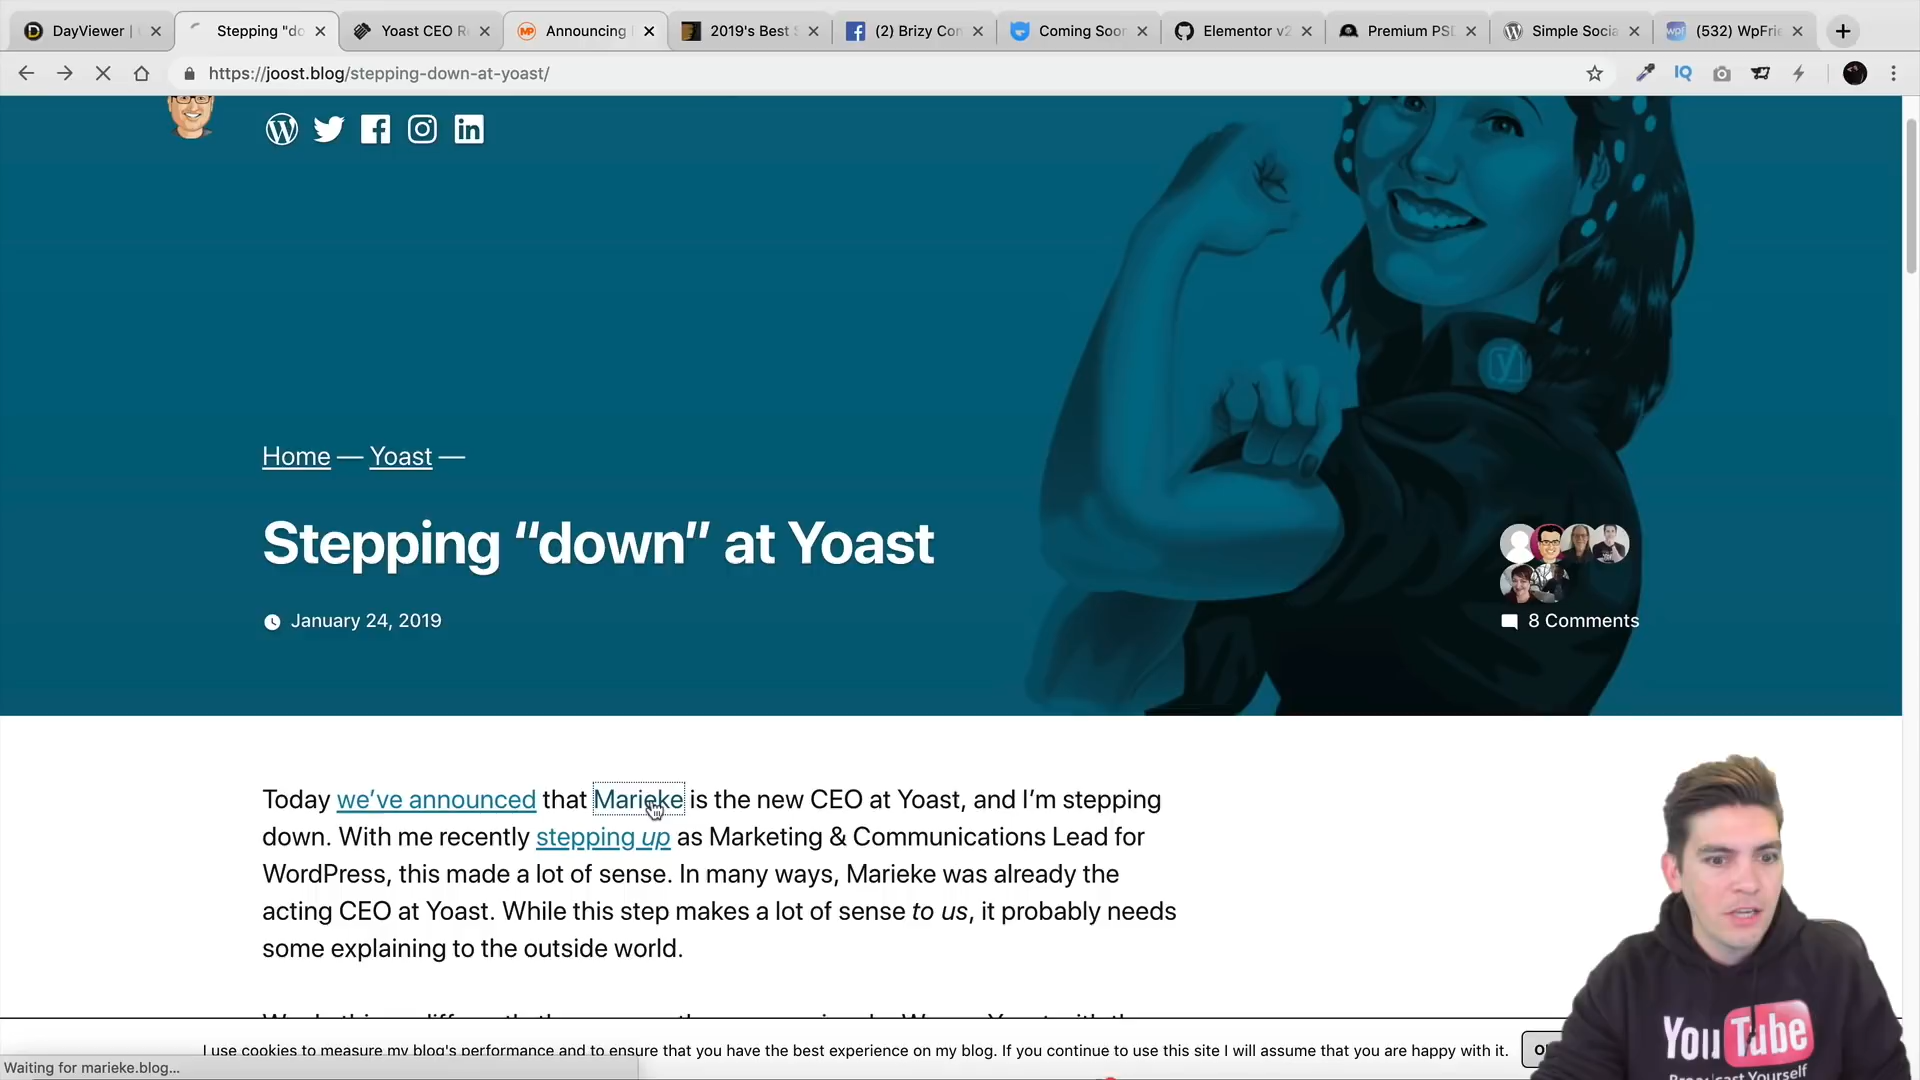 DayViewer |
Stepping "do
Yoast CEO R
Announcing
2019's Best
(2) Brizy Con
Coming Soon
Elementor v2
Premium PSD
Simple Socia
(532) WpFrie
https://joost.blog/stepping-down-at-yoast/
IQ
Home — Yoast —
Stepping “down” at Yoast
January 24, 2019
8 Comments
Today we’ve announced that Marieke is the new CEO at Yoast, and I’m stepping
down. With me recently stepping up as Marketing & Communications Lead for
WordPress, this made a lot of sense. In many ways, Marieke was already the
acting CEO at Yoast. While this step makes a lot of sense to us, it probably needs
some explaining to the outside world.
I use cookies to measure my blog's performance and to ensure that you have the best experience on my blog. If you continue to use this site I will assume that you are happy with it.
Waiting for marieke.blog...
YouTube
Broadcast Yourself